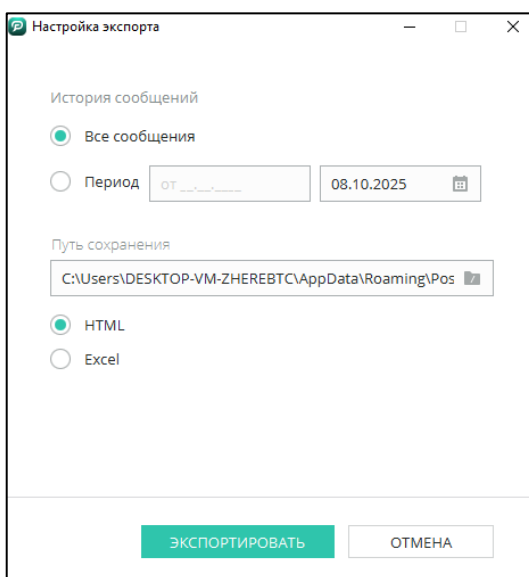 Настройка экспорта
История сообщений
Все сообщения
Период от __.__.____ 08.10.2025
Путь сохранения
C:\Users\DESKTOP-VM-ZHEREBTC\AppData\Roaming\Pos
HTML
Excel
ЭКСПОРТИРОВАТЬ ОТМЕНА